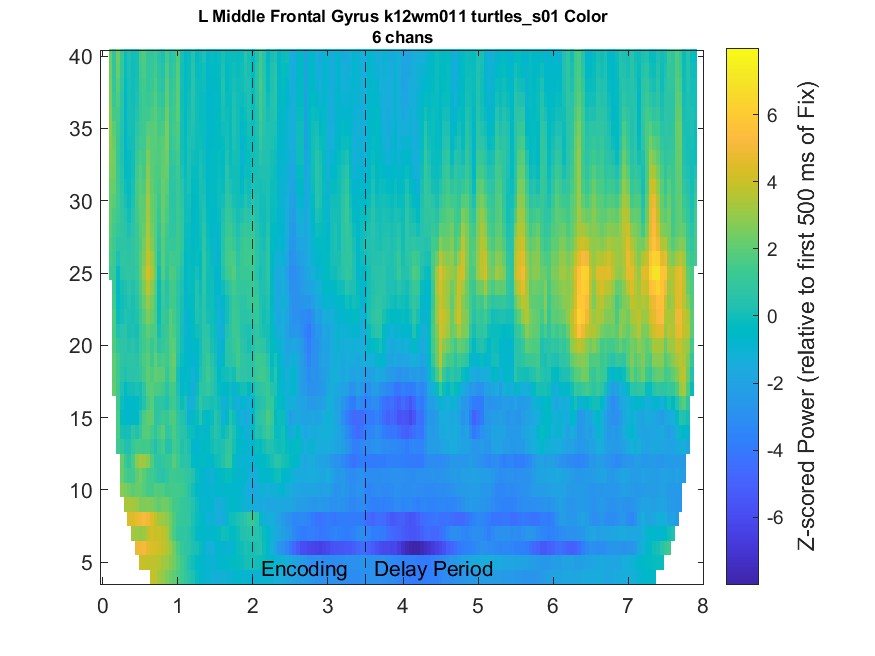 L Middle Frontal Gyrus k12wm011 turtles_s01 Color
6 chans
40
35
30
25
20
15
10
5
Encoding
Delay Period
0 1 2 3 4 5 6 7 8
6
4
2
0
-2
-4
-6
Z-scored Power (relative to first 500 ms of Fix)